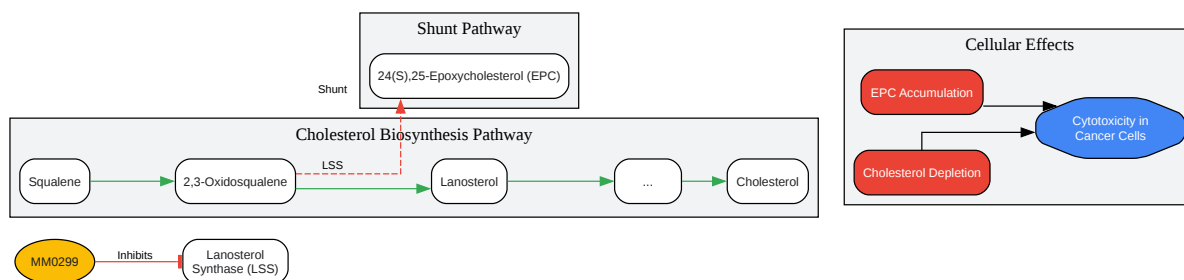 Shunt Pathway
24(S),25-Epoxycholesterol (EPC)
Shunt
Cholesterol Biosynthesis Pathway
Squalene
2,3-Oxidosqualene
LSS
Lanosterol
...
Cholesterol
MM0299
Inhibits
Lanosterol
Synthase (LSS)
Cellular Effects
EPC Accumulation
Cholesterol Depletion
Cytotoxicity in
Cancer Cells